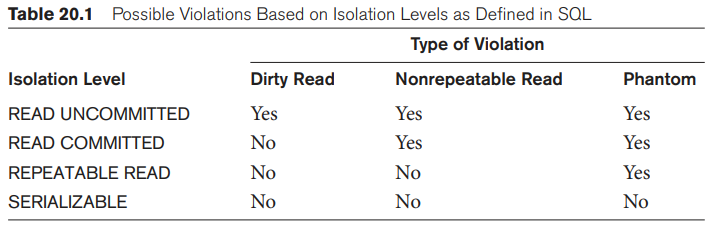 Table 20.1 Possible Violations Based on Isolation Levels as Defined in SQL
Type of Violation
Isolation Level Dirty Read Nonrepeatable Read Phantom
READ UNCOMMITTED Yes Yes Yes
READ COMMITTED No Yes Yes
REPEATABLE READ No No Yes
SERIALIZABLE No No No